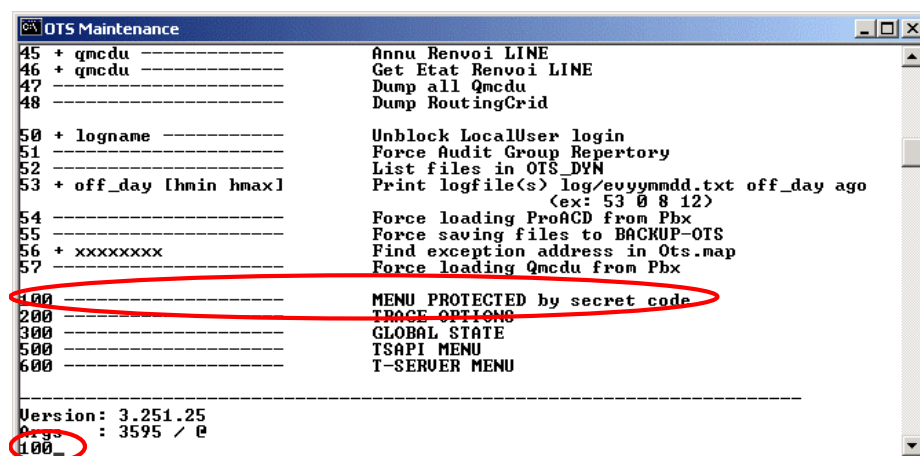 OTS Maintenance
45 + qmcdu ------------- Annu Renvoi LINE
46 + qmcdu ------------- Get Etat Renvoi LINE
47 --------------------- Dump all Qmcdu
48 --------------------- Dump RoutingCrid
50 + logname ----------- Unblock LocalUser login
51 --------------------- Force Audit Group Repertory
52 --------------------- List files in OTS_DYN
53 + off_day [hmin hmax] Print logfile(s) log/evyymmdd.txt off_day ago
(ex: 53 0 8 12)
54 --------------------- Force loading ProACD from Pbx
55 --------------------- Force saving files to BACKUP-OTS
56 + xxxxxxxx ---------- Find exception address in Ots.map
57 --------------------- Force loading Qmcdu from Pbx
100 -------------------- MENU PROTECTED by secret code
200 -------------------- TRACE OPTIONS
300 -------------------- GLOBAL STATE
500 -------------------- TSAPI MENU
600 -------------------- T-SERVER MENU
Version: 3.251.25
Args : 3595 / @
100_